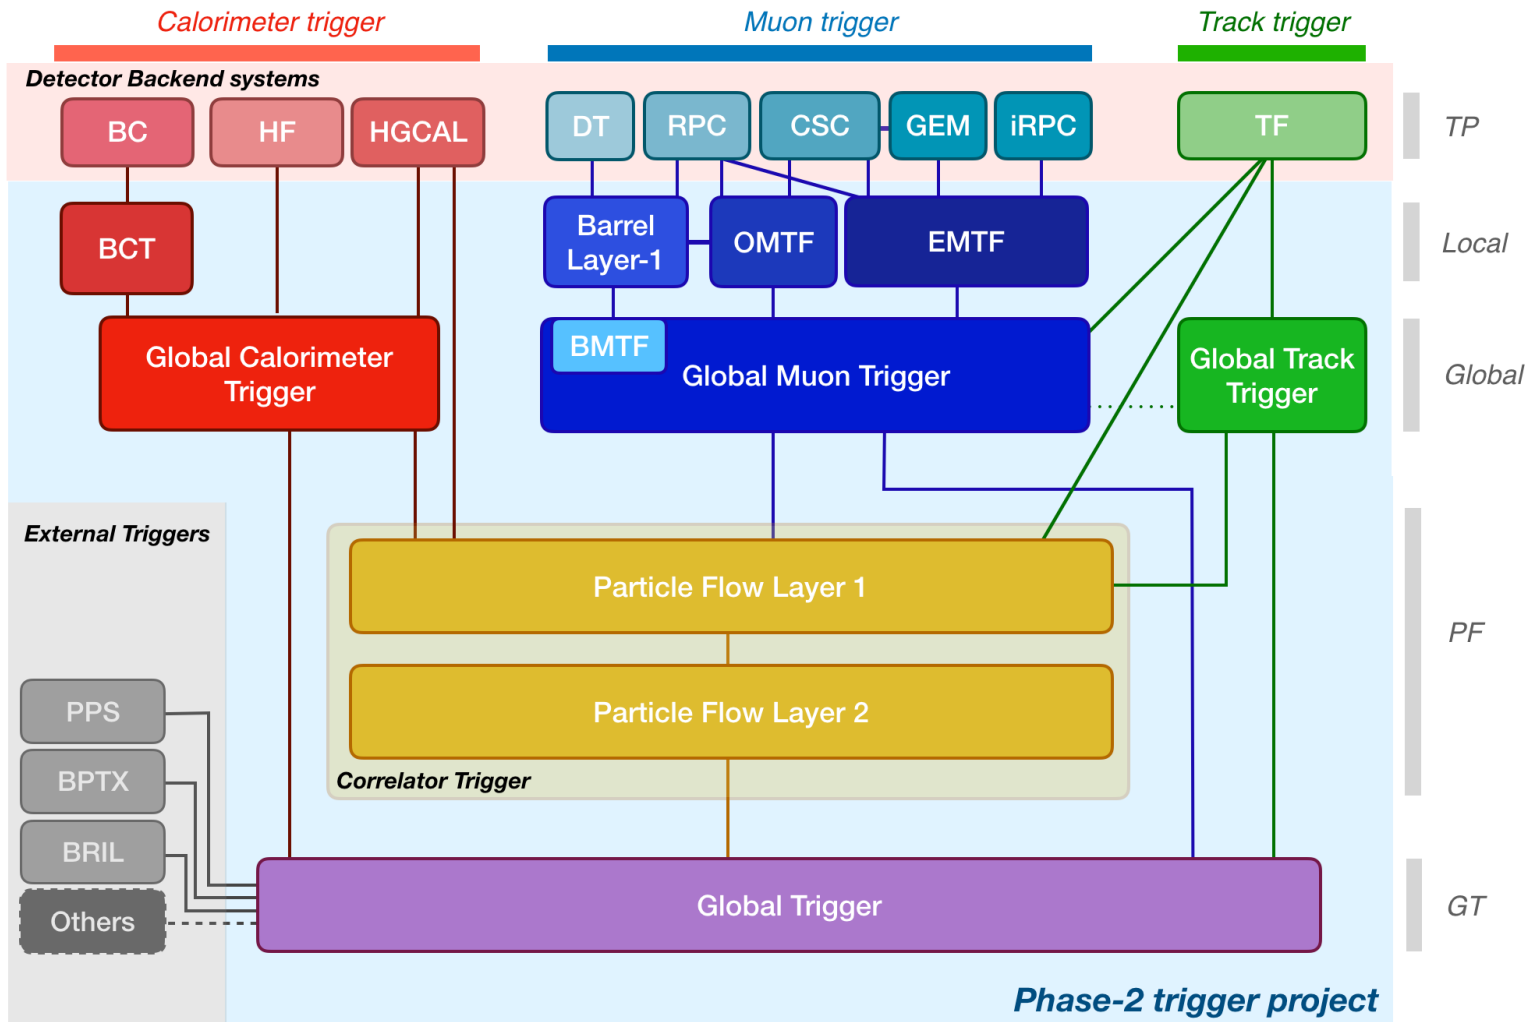 Calorimeter trigger
Muon trigger
Track trigger
Detector Backend systems
BC
HF
HGCAL
DT
RPC
CSC
GEM
iRPC
TF
TP
BCT
Barrel
Layer-1
OMTF
EMTF
Local
Global Calorimeter
Trigger
BMTF
Global Muon Trigger
Global Track
Trigger
Global
External Triggers
Particle Flow Layer 1
PF
Particle Flow Layer 2
Correlator Trigger
PPS
BPTX
BRIL
Others
Global Trigger
GT
Phase-2 trigger project